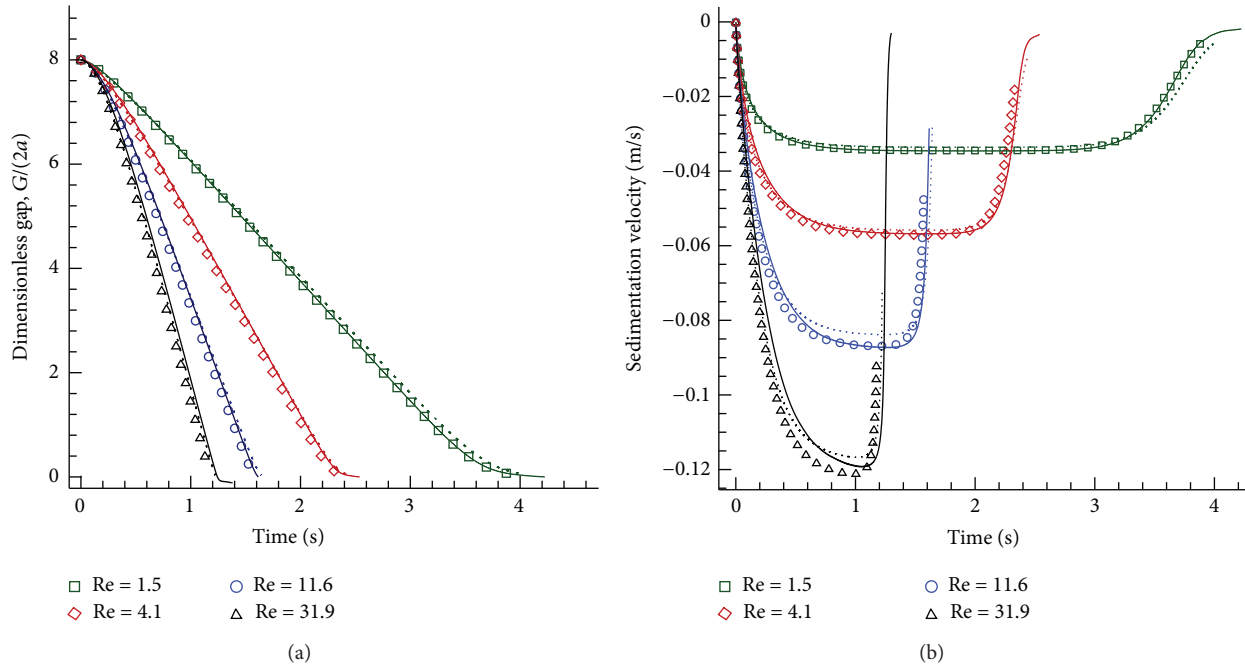 Dimensionless gap, G/(2a)
8
6
4
2
0
0 1 2 3 4
Time (s)
Re = 1.5
Re = 11.6
Re = 4.1
Re = 31.9
(a)
Sedimentation velocity (m/s)
0
−0.02
−0.04
−0.06
−0.08
−0.1
−0.12
0 1 2 3 4
Time (s)
Re = 1.5
Re = 11.6
Re = 4.1
Re = 31.9
(b)